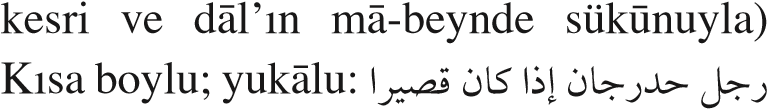 kesri ve dāl’ın mā-beynde sükūnuyla)
Kısa boylu; yukālu: رجل حدرجان إذا كان قصيرا